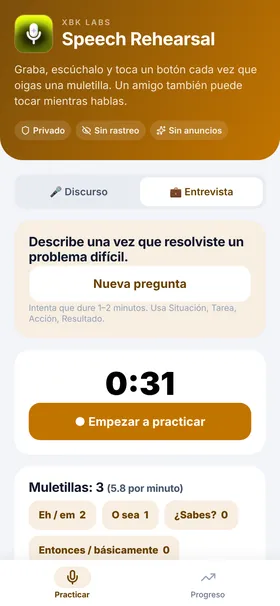 XBK LABS
Speech Rehearsal
Graba, escúchalo y toca un botón cada vez que
oigas una muletilla. Un amigo también puede
tocar mientras hablas.
Privado Sin rastreo Sin anuncios
Discurso Entrevista
Describe una vez que resolviste un
problema difícil.
Nueva pregunta
Intenta que dure 1–2 minutos. Usa Situación, Tarea,
Acción, Resultado.
0:31
Empezar a practicar
Muletillas: 3 (5.8 por minuto)
Eh / em 2 O sea 1 ¿Sabes? 0
Entonces / básicamente 0
Practicar Progreso